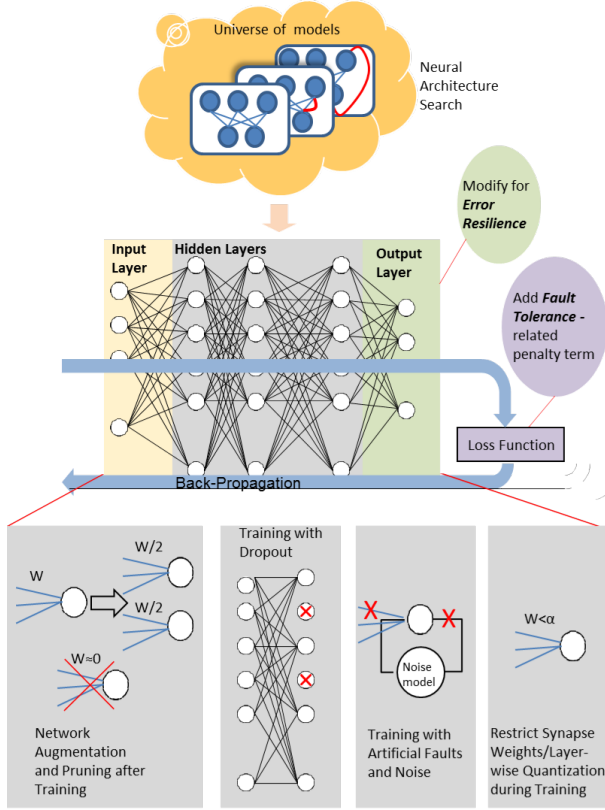 Universe of models
Neural
Architecture
Search
Modify for
Error
Resilience
Input
Layer
Hidden Layers
Output
Layer
Add Fault
Tolerance -
related
penalty term
Loss Function
Back-Propagation
W
W/2
W/2
W≈0
Network
Augmentation
and Pruning after
Training
Training with
Dropout
Noise
model
Training with
Artificial Faults
and Noise
W<α
Restrict Synapse
Weights/Layer-
wise Quantization
during Training